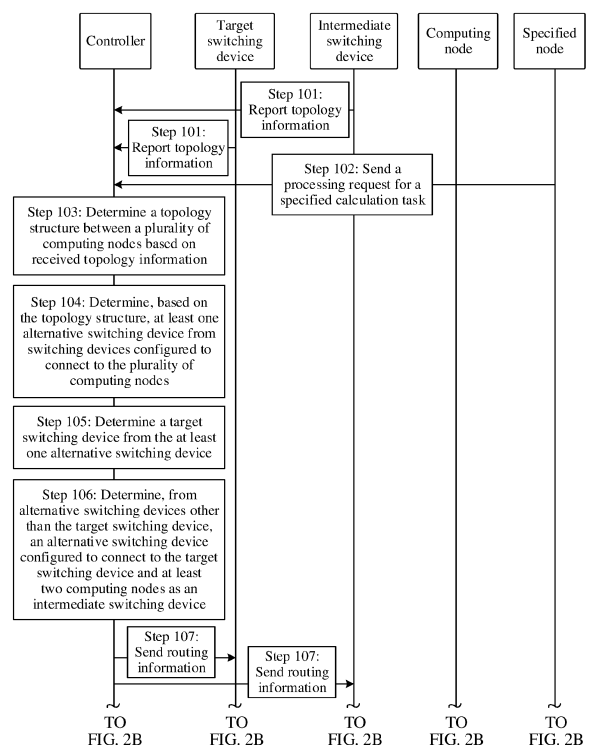 Controller
Target
switching
device
Intermediate
switching
device
Computing
node
Specified
node
Step 101:
Report topology
information
Step 101:
Report topology
information
Step 102: Send a
processing request for a
specified calculation task
Step 103: Determine a topology
structure between a plurality of
computing nodes based on
received topology information
Step 104: Determine, based on
the topology structure, at least one
alternative switching device from
switching devices configured to
connect to the plurality of
computing nodes
Step 105: Determine a target
switching device from the at least
one alternative switching device
Step 106: Determine, from
alternative switching devices other
than the target switching device,
an alternative switching device
configured to connect to the target
switching device and at least
two computing nodes as an
intermediate switching device
Step 107:
Send routing
information
Step 107:
Send routing
information
TO
FIG. 2B
TO
FIG. 2B
TO
FIG. 2B
TO
FIG. 2B
TO
FIG. 2B